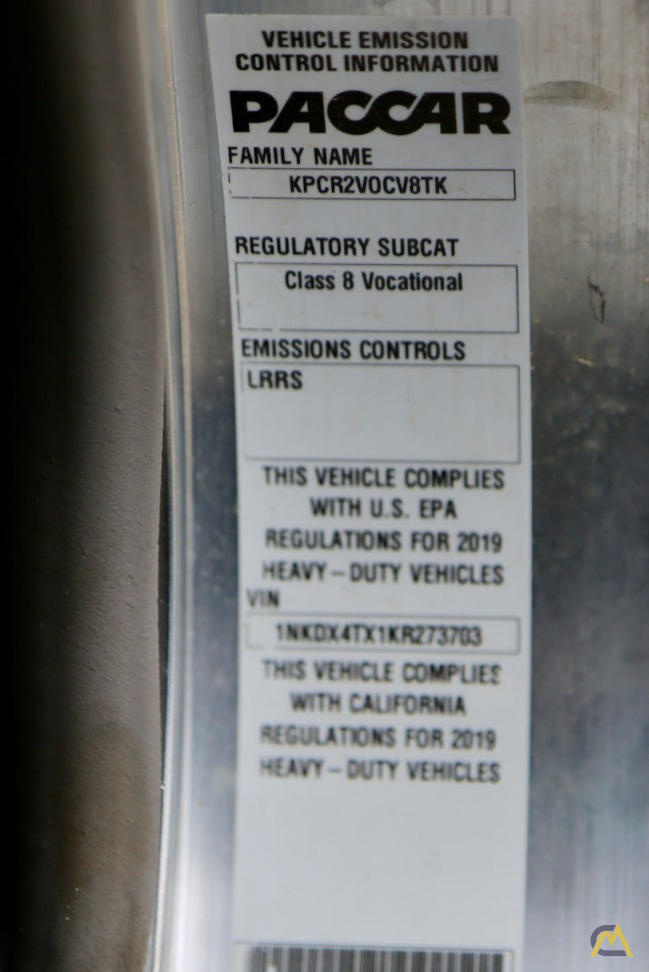 VEHICLE EMISSION
CONTROL INFORMATION
PACCAR
FAMILY NAME
KPCR2VOCV8TK
REGULATORY SUBCAT
Class 8 Vocational
EMISSIONS CONTROLS
LRRS
THIS VEHICLE COMPLIES
WITH U.S. EPA
REGULATIONS FOR 2019
HEAVY-DUTY VEHICLES
VIN
1NKDX4TX1KR273703
THIS VEHICLE COMPLIES
WITH CALIFORNIA
REGULATIONS FOR 2019
HEAVY-DUTY VEHICLES